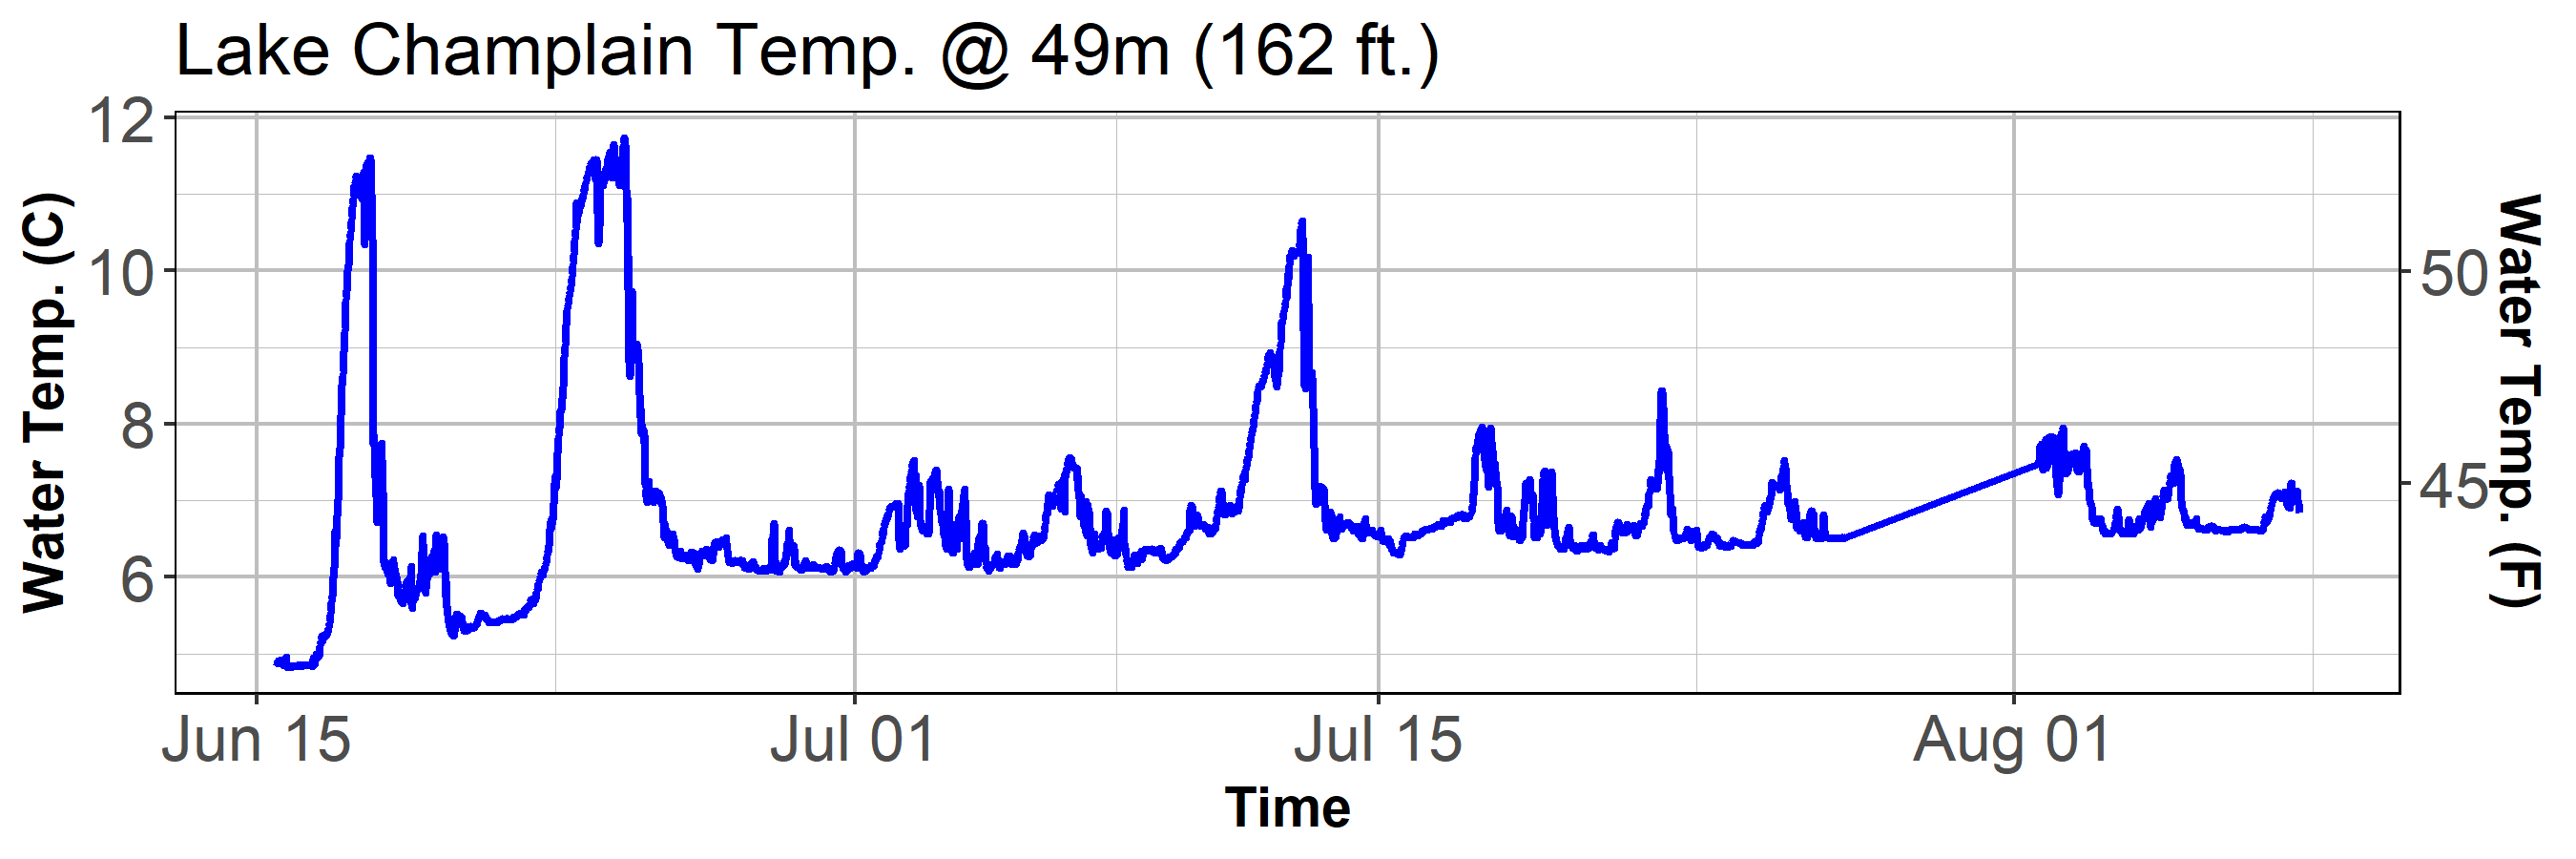 Lake Champlain Temp. @ 49m (162 ft.)
Water Temp. (C)
12
10
8
6
50
45
Water Temp. (F)
Jun 15 Jul 01 Jul 15 Aug 01
Time